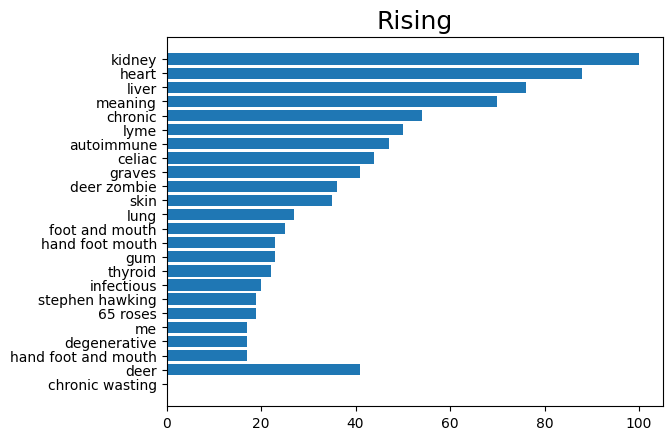 Rising
kidney
heart
liver
meaning
chronic
lyme
autoimmune
celiac
graves
deer zombie
skin
lung
foot and mouth
hand foot mouth
gum
thyroid
infectious
stephen hawking
65 roses
me
degenerative
hand foot and mouth
deer
chronic wasting
0 20 40 60 80 100